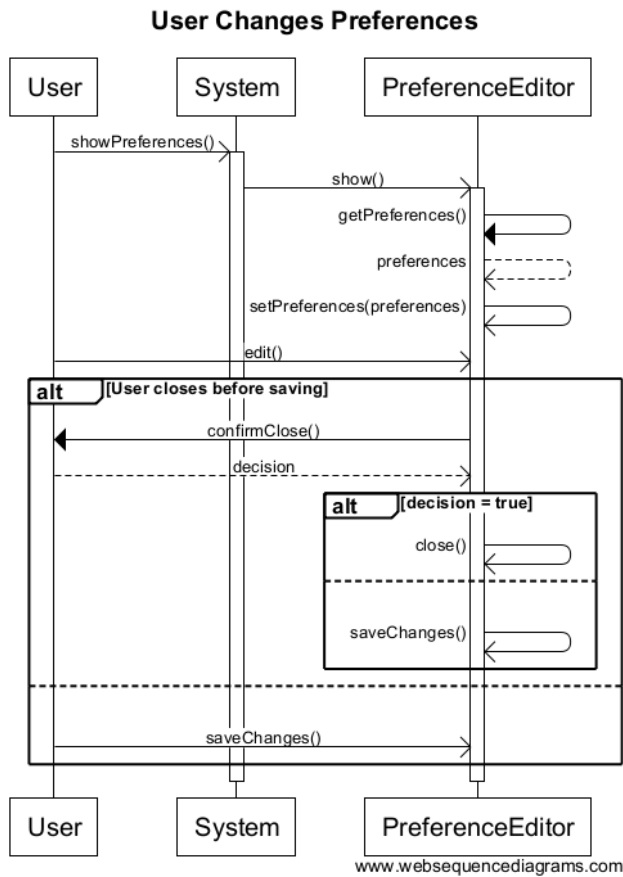 User Changes Preferences
User System PreferenceEditor
showPreferences()
show()
getPreferences()
preferences
setPreferences(preferences)
edit()
alt [User closes before saving]
confirmClose()
decision
alt [decision = true]
close()
saveChanges()
saveChanges()
User System PreferenceEditor
www.websequencediagrams.com